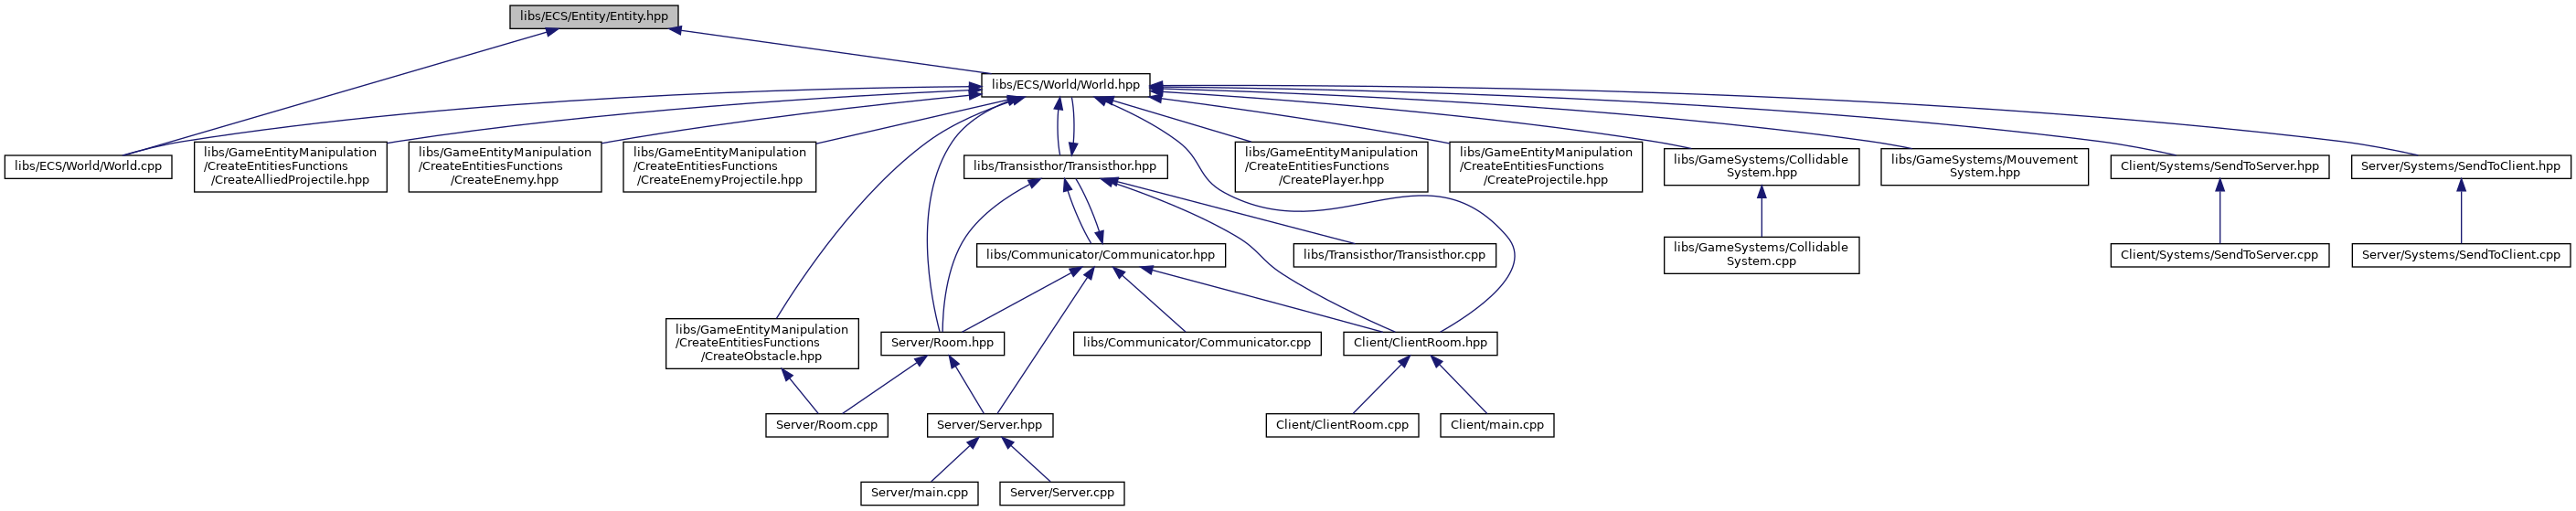 libs/ECS/Entity/Entity.hpp
libs/ECS/World/World.hpp
libs/ECS/World/World.cpp
libs/GameEntityManipulation
/CreateEntitiesFunctions
/CreateAlliedProjectile.hpp
libs/GameEntityManipulation
/CreateEntitiesFunctions
/CreateEnemy.hpp
libs/GameEntityManipulation
/CreateEntitiesFunctions
/CreateEnemyProjectile.hpp
libs/Transisthor/Transisthor.hpp
libs/GameEntityManipulation
/CreateEntitiesFunctions
/CreatePlayer.hpp
libs/GameEntityManipulation
/CreateEntitiesFunctions
/CreateProjectile.hpp
libs/GameSystems/Collidable
System.hpp
libs/GameSystems/Mouvement
System.hpp
Client/Systems/SendToServer.hpp
Server/Systems/SendToClient.hpp
libs/Communicator/Communicator.hpp
libs/Transisthor/Transisthor.cpp
libs/GameSystems/Collidable
System.cpp
Client/Systems/SendToServer.cpp
Server/Systems/SendToClient.cpp
libs/GameEntityManipulation
/CreateEntitiesFunctions
/CreateObstacle.hpp
Server/Room.hpp
libs/Communicator/Communicator.cpp
Client/ClientRoom.hpp
Server/Room.cpp
Server/Server.hpp
Client/ClientRoom.cpp
Client/main.cpp
Server/main.cpp
Server/Server.cpp